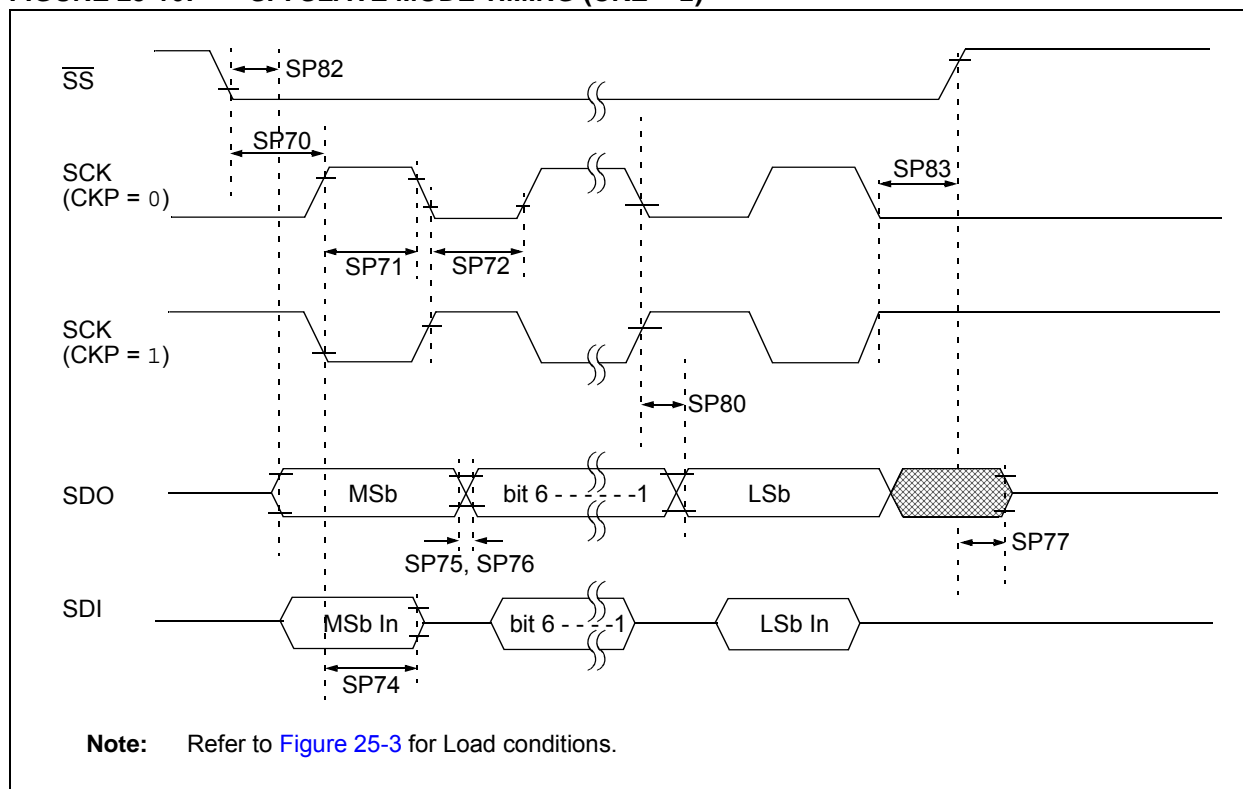 SS
SP82
SP70
SCK
(CKP = 0)
SP83
SP71
SP72
SCK
(CKP = 1)
SP80
SDO
MSb
bit 6 - - - - - -1
LSb
SP75, SP76
SP77
SDI
MSb In
bit 6 - - - -1
LSb In
SP74
Note: Refer to Figure 25-3 for Load conditions.